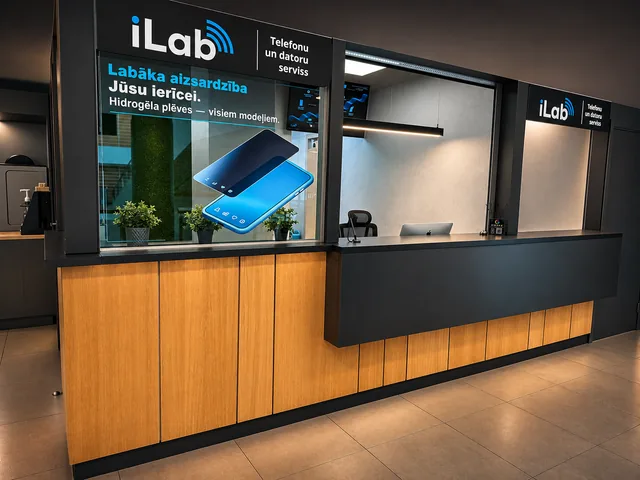 iLab
Telefonu
un datoru
serviss
Labāka aizsardzība
Jūsu ierīcei.
Hidrogēla plēves — visiem modeļiem.
iLab
Telefonu
un datoru
serviss